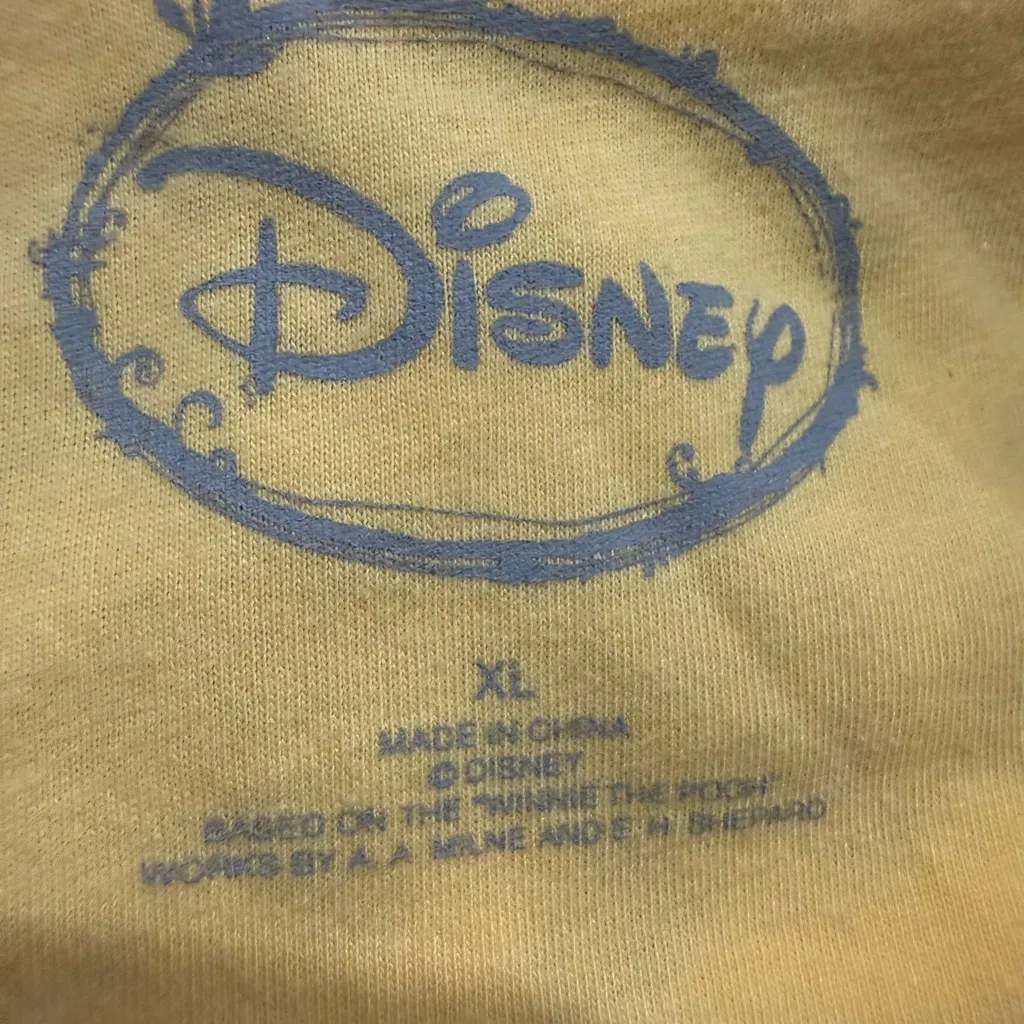 Disney
XL
MADE IN CHINA
© DISNEY
BASED ON THE "WINNIE THE POOH"
WORKS BY A. A. MILNE AND E. H. SHEPARD